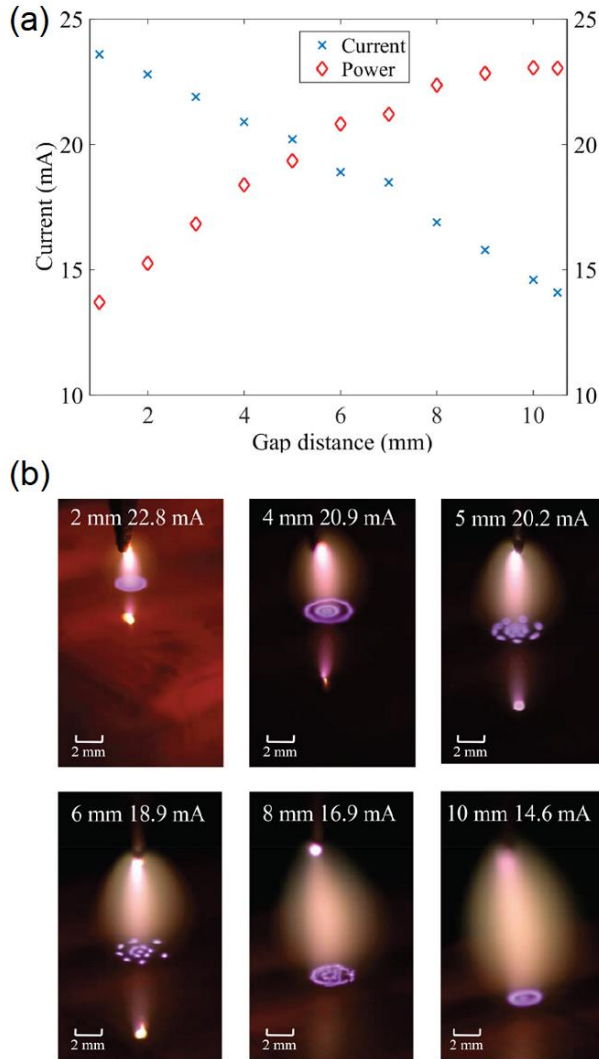 (a)
25
20
15
10
Current (mA)
Current
Power
25
20
15
10
2
4
6
8
10
Gap distance (mm)
(b)
2 mm 22.8 mA
4 mm 20.9 mA
5 mm 20.2 mA
2 mm
2 mm
2 mm
6 mm 18.9 mA
8 mm 16.9 mA
10 mm 14.6 mA
2 mm
2 mm
2 mm